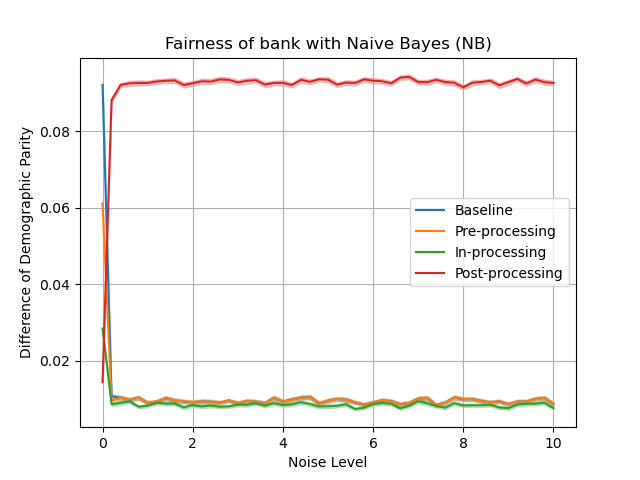 Fairness of bank with Naive Bayes (NB)
Difference of Demographic Parity
0.08
0.06
0.04
0.02
Baseline
Pre-processing
In-processing
Post-processing
0 2 4 6 8 10
Noise Level